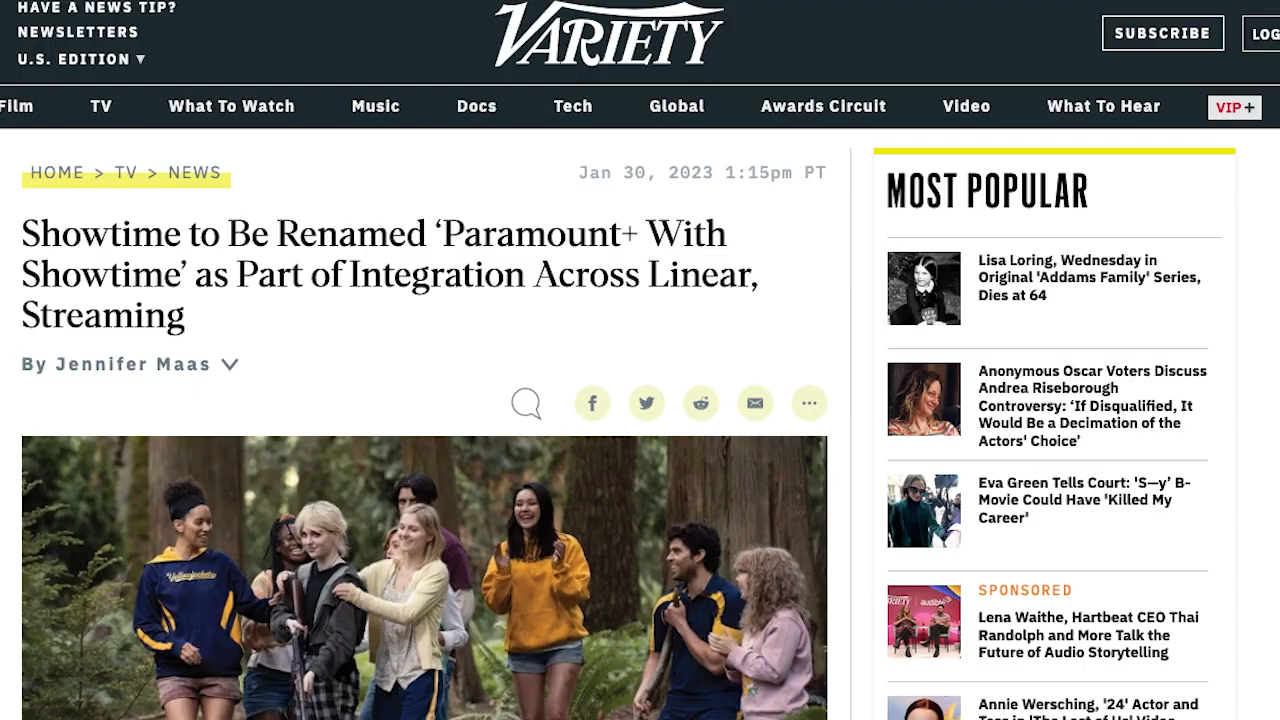 HAVE A NEWS TIP?
NEWSLETTERS
U.S. EDITION
VARIETY
SUBSCRIBE
LOG
Film TV What To Watch Music Docs Tech Global Awards Circuit Video What To Hear VIP+
HOME > TV > NEWS
Jan 30, 2023 1:15pm PT
Showtime to Be Renamed ‘Paramount+ With
Showtime’ as Part of Integration Across Linear,
Streaming
By Jennifer Maas
Yellowjackets
MOST POPULAR
Lisa Loring, Wednesday in
Original 'Addams Family' Series,
Dies at 64
Anonymous Oscar Voters Discuss
Andrea Riseborough
Controversy: ‘If Disqualified, It
Would Be a Decimation of the
Actors' Choice’
Eva Green Tells Court: 'S—y’ B-
Movie Could Have 'Killed My
Career'
VARIETY audible
SPONSORED
Lena Waithe, Hartbeat CEO Thai
Randolph and More Talk the
Future of Audio Storytelling
Annie Wersching, '24' Actor and